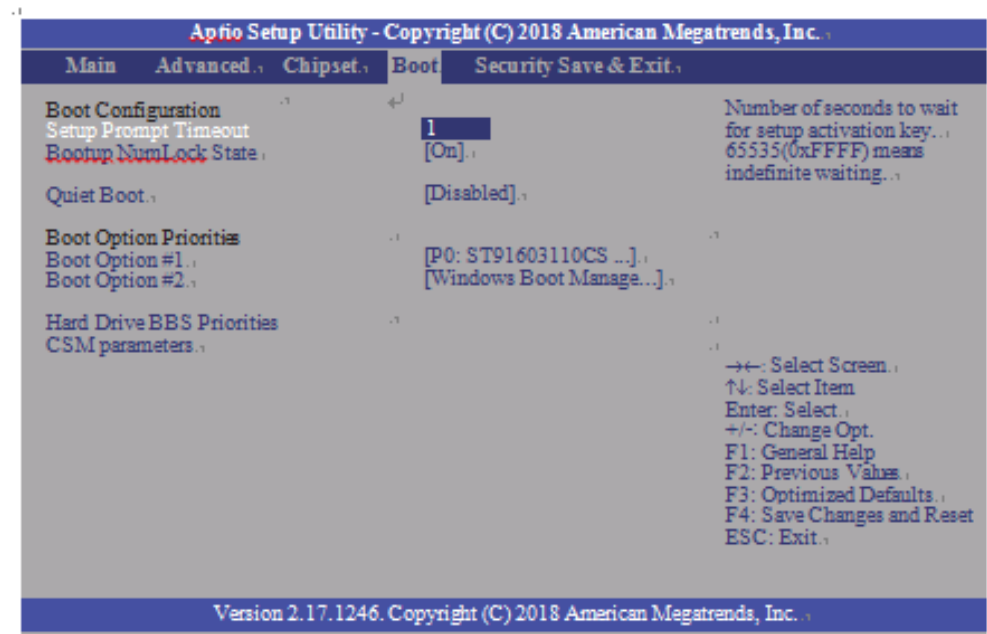 Aptio Setup Utility - Copyright (C) 2018 American Megatrends, Inc.
Main Advanced Chipset Boot Security Save & Exit
Boot Configuration
Setup Prompt Timeout 1
Bootup NumLock State [On].
Quiet Boot [Disabled].
Boot Option Priorities
Boot Option #1 [P0: ST91603110CS ...].
Boot Option #2 [Windows Boot Manage...].
Hard Drive BBS Priorities
CSM parameters
Number of seconds to wait
for setup activation key.
65535(0xFFFF) means
indefinite waiting.
→←: Select Screen
↑↓: Select Item
Enter: Select
+/-: Change Opt.
F1: General Help
F2: Previous Values
F3: Optimized Defaults
F4: Save Changes and Reset
ESC: Exit
Version 2.17.1246. Copyright (C) 2018 American Megatrends, Inc.